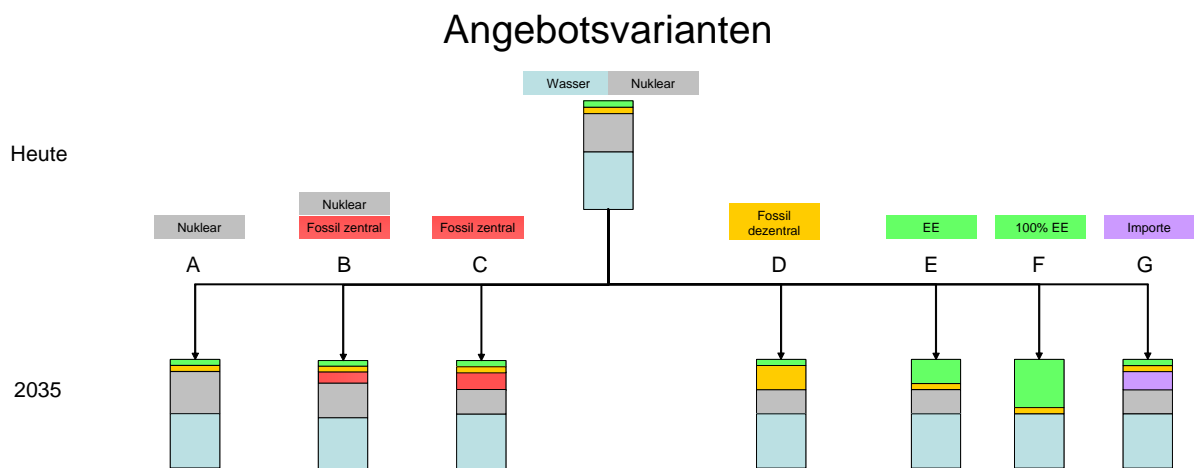 Angebotsvarianten
Wasser Nuklear
Heute
Nuklear
Nuklear
Fossil zentral
Fossil zentral
Fossil
dezentral
EE
100% EE
Importe
A B C D E F G
2035